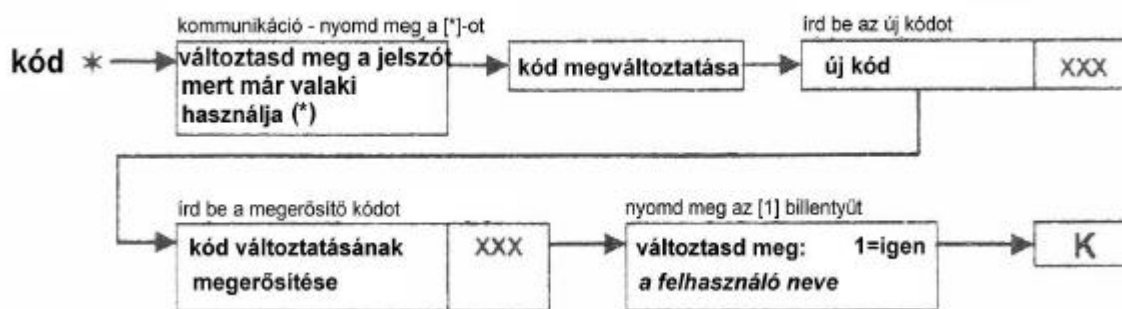 kommunikáció - nyomd meg a [*]-ot
írd be az új kódot
kód *
változtasd meg a jelszót
mert már valaki
használja (*)
kód megváltoztatása
új kód
XXX
írd be a megerősítő kódot
nyomd meg az [1] billentyűt
kód változtatásának
megerősítése
XXX
változtasd meg: 1=igen
a felhasználó neve
K